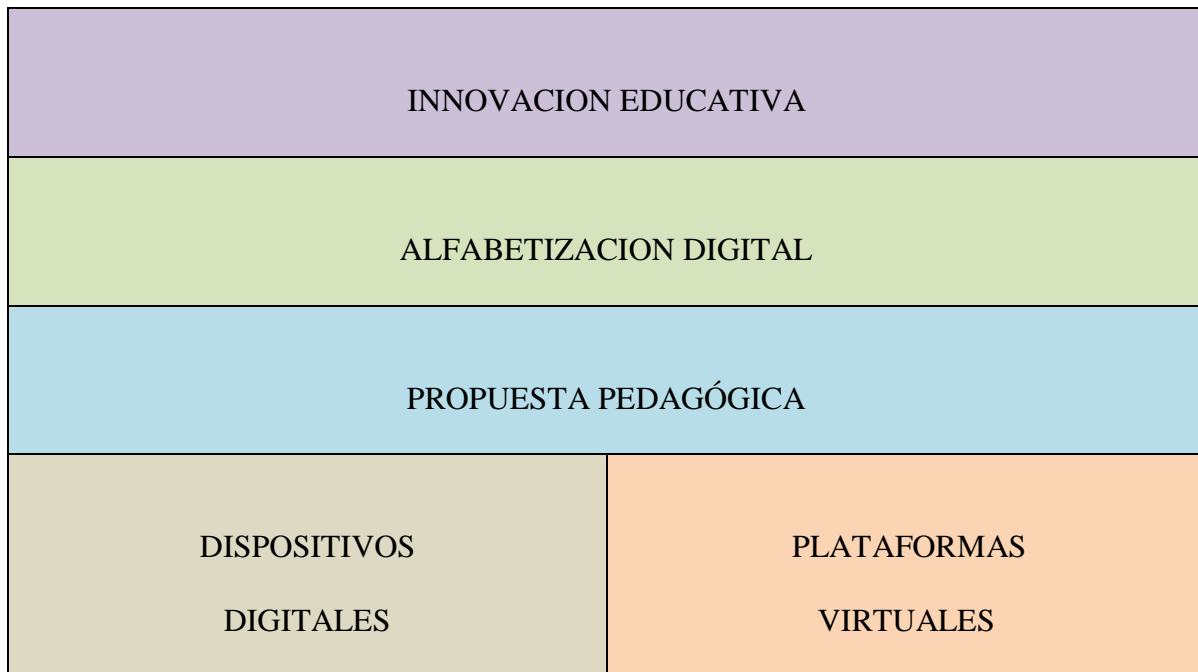 INNOVACION EDUCATIVA
ALFABETIZACION DIGITAL
PROPUESTA PEDAGÓGICA
DISPOSITIVOS
DIGITALES
PLATAFORMAS
VIRTUALES